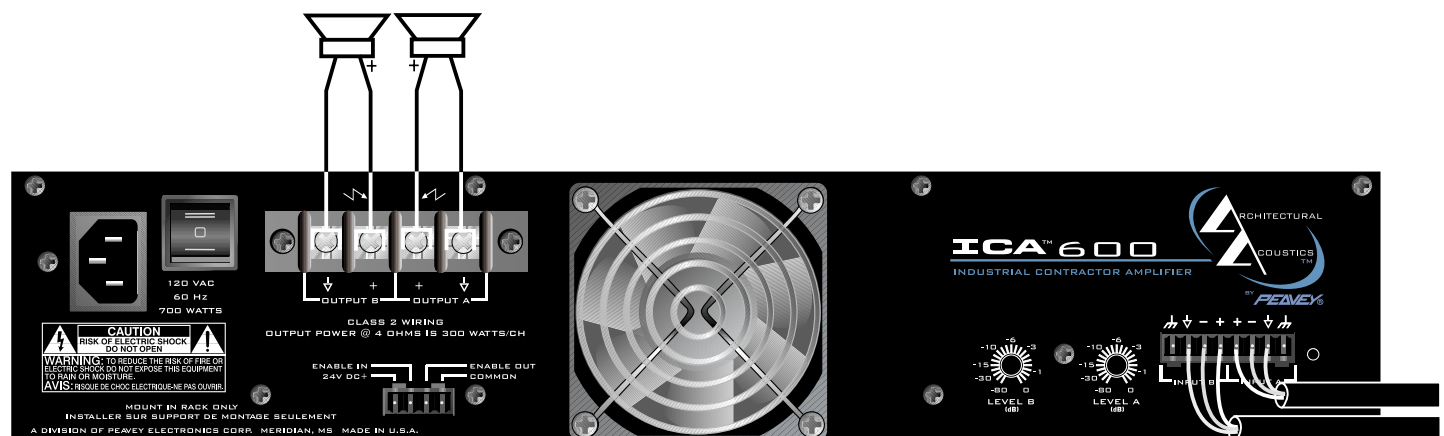 + +
120 VAC
60 Hz
700 WATTS
+ +
OUTPUT B OUTPUT A
CLASS 2 WIRING
OUTPUT POWER @ 4 OHMS IS 300 WATTS/CH
CAUTION
RISK OF ELECTRIC SHOCK
DO NOT OPEN
WARNING: TO REDUCE THE RISK OF FIRE OR
ELECTRIC SHOCK DO NOT EXPOSE THIS EQUIPMENT
TO RAIN OR MOISTURE.
AVIS: RISQUE DE CHOC ELECTRIQUE-NE PAS OUVRIR.
ENABLE IN ENABLE OUT
24V DC+ COMMON
MOUNT IN RACK ONLY
INSTALLER SUR SUPPORT DE MONTAGE SEULEMENT
A DIVISION OF PEAVEY ELECTRONICS CORP. MERIDIAN, MS MADE IN U.S.A.
ICA™ 600
INDUSTRIAL CONTRACTOR AMPLIFIER
ARCHITECTURAL
ACOUSTICS
TM
BY PEAVEY®
-6
-10 -3
-15 -1
-30
-80 0
LEVEL B
(dB)
-6
-10 -3
-15 -1
-30
-80 0
LEVEL A
(dB)
- + + -
INPUT B INPUT A